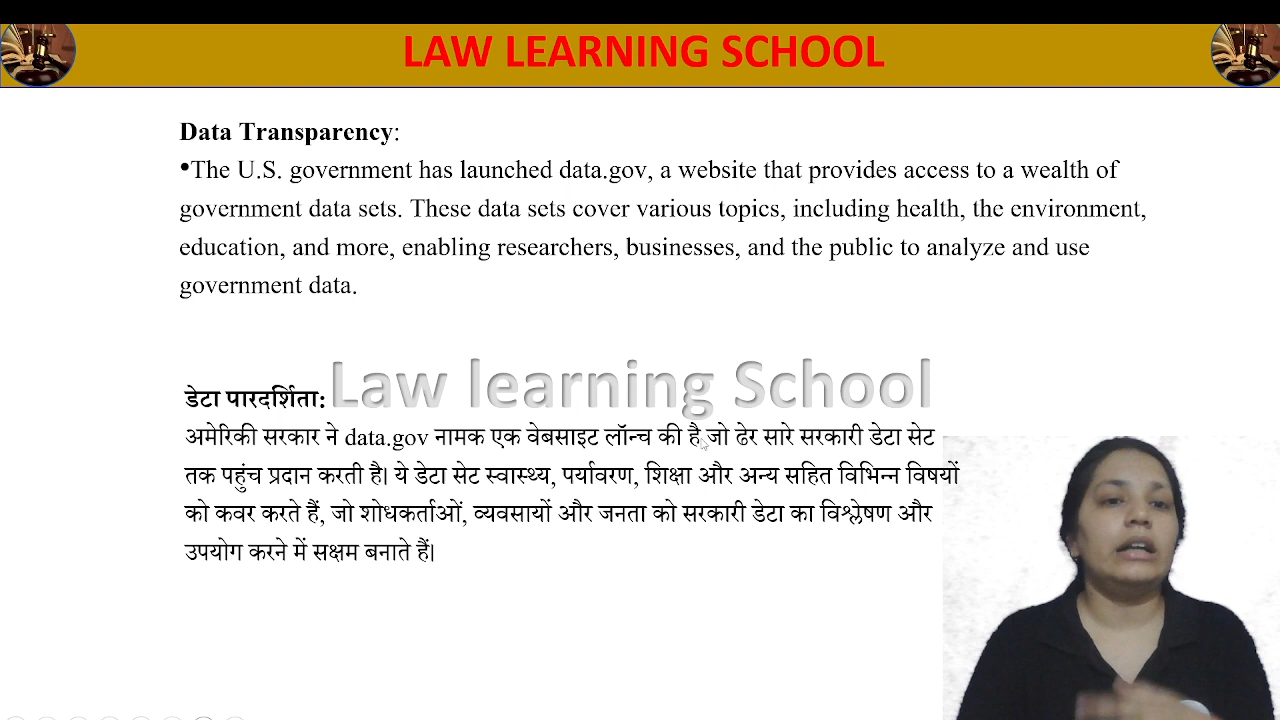 LAW LEARNING SCHOOL
Data Transparency:
•The U.S. government has launched data.gov, a website that provides access to a wealth of
government data sets. These data sets cover various topics, including health, the environment,
education, and more, enabling researchers, businesses, and the public to analyze and use
government data.
Law learning School
डेटा पारदर्शिता:
अमेरिकी सरकार ने data.gov नामक एक वेबसाइट लॉन्च की है जो ढेर सारे सरकारी डेटा सेट
तक पहुंच प्रदान करती है। ये डेटा सेट स्वास्थ्य, पर्यावरण, शिक्षा और अन्य सहित विभिन्न विषयों
को कवर करते हैं, जो शोधकर्ताओं, व्यवसायों और जनता को सरकारी डेटा का विश्लेषण और
उपयोग करने में सक्षम बनाते हैं।